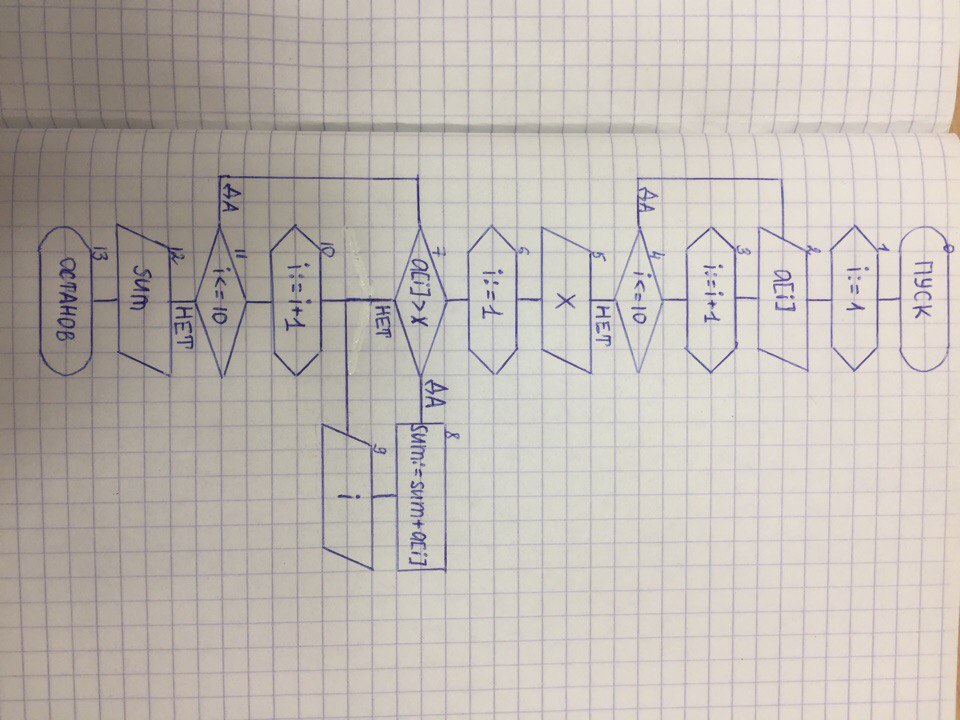 0
ПУСК
1
i:=1
2
a[i]
3
i:=i+1
4
i<=10
ДА
НЕТ
5
X
6
i:=1
7
a[i]>x
ДА
НЕТ
8
sum:=sum+a[i]
9
i
10
i:=i+1
11
i<=10
ДА
НЕТ
12
sum
13
ОСТАНОВ